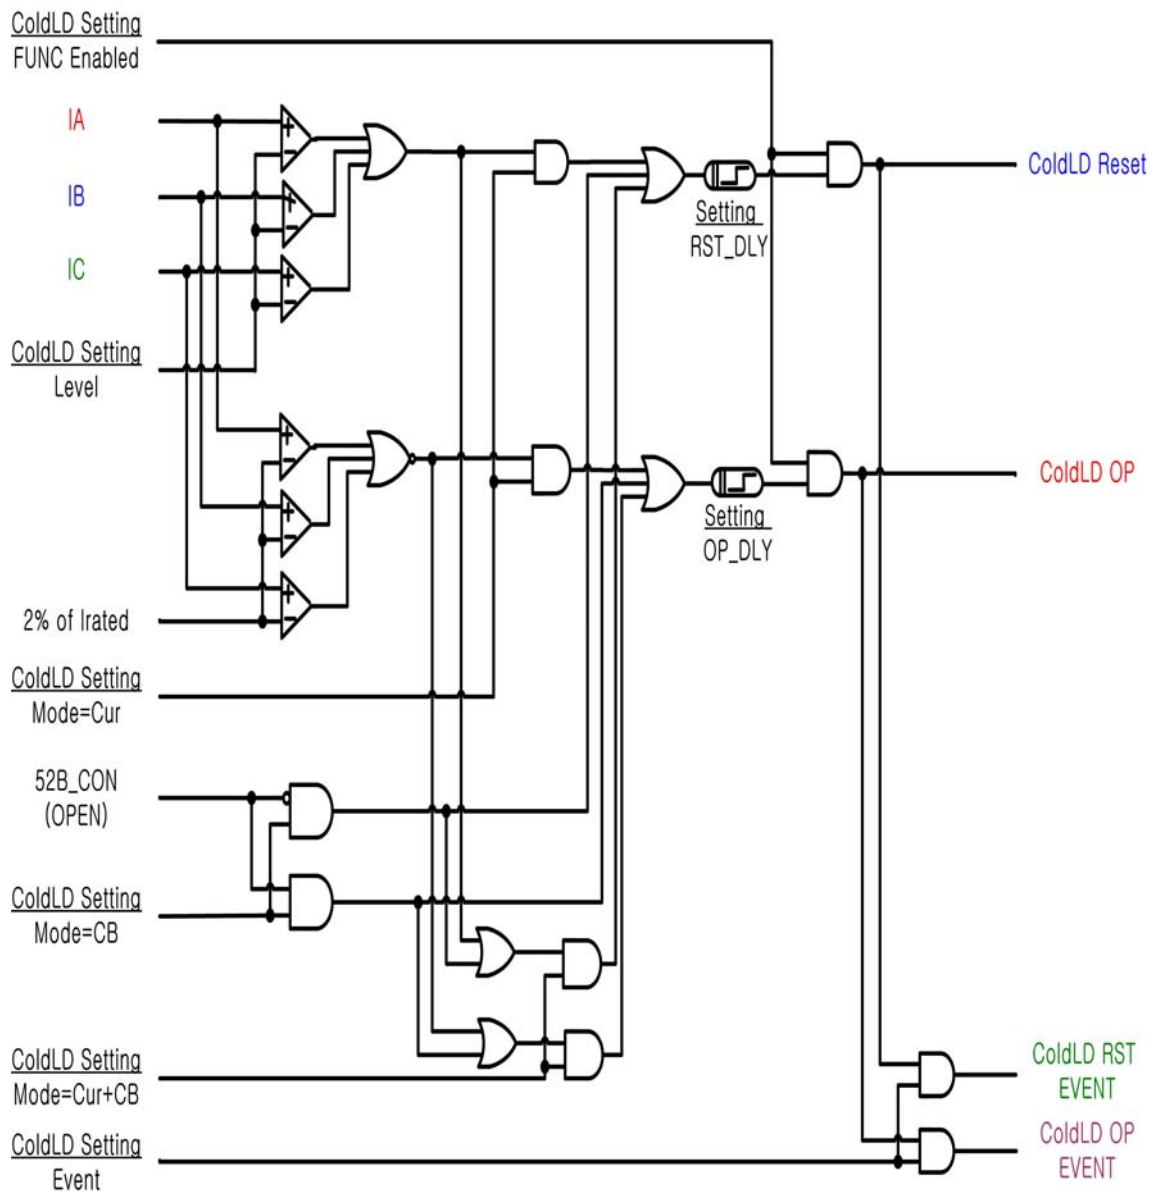 ColdLD Setting
FUNC Enabled
IA
+
−
IB
+
−
IC
+
−
ColdLD Setting
Level
+
−
+
−
+
−
2% of Irated
ColdLD Setting
Mode=Cur
52B_CON
(OPEN)
ColdLD Setting
Mode=CB
ColdLD Setting
Mode=Cur+CB
ColdLD Setting
Event
Setting
RST_DLY
Setting
OP_DLY
ColdLD Reset
ColdLD OP
ColdLD RST
EVENT
ColdLD OP
EVENT